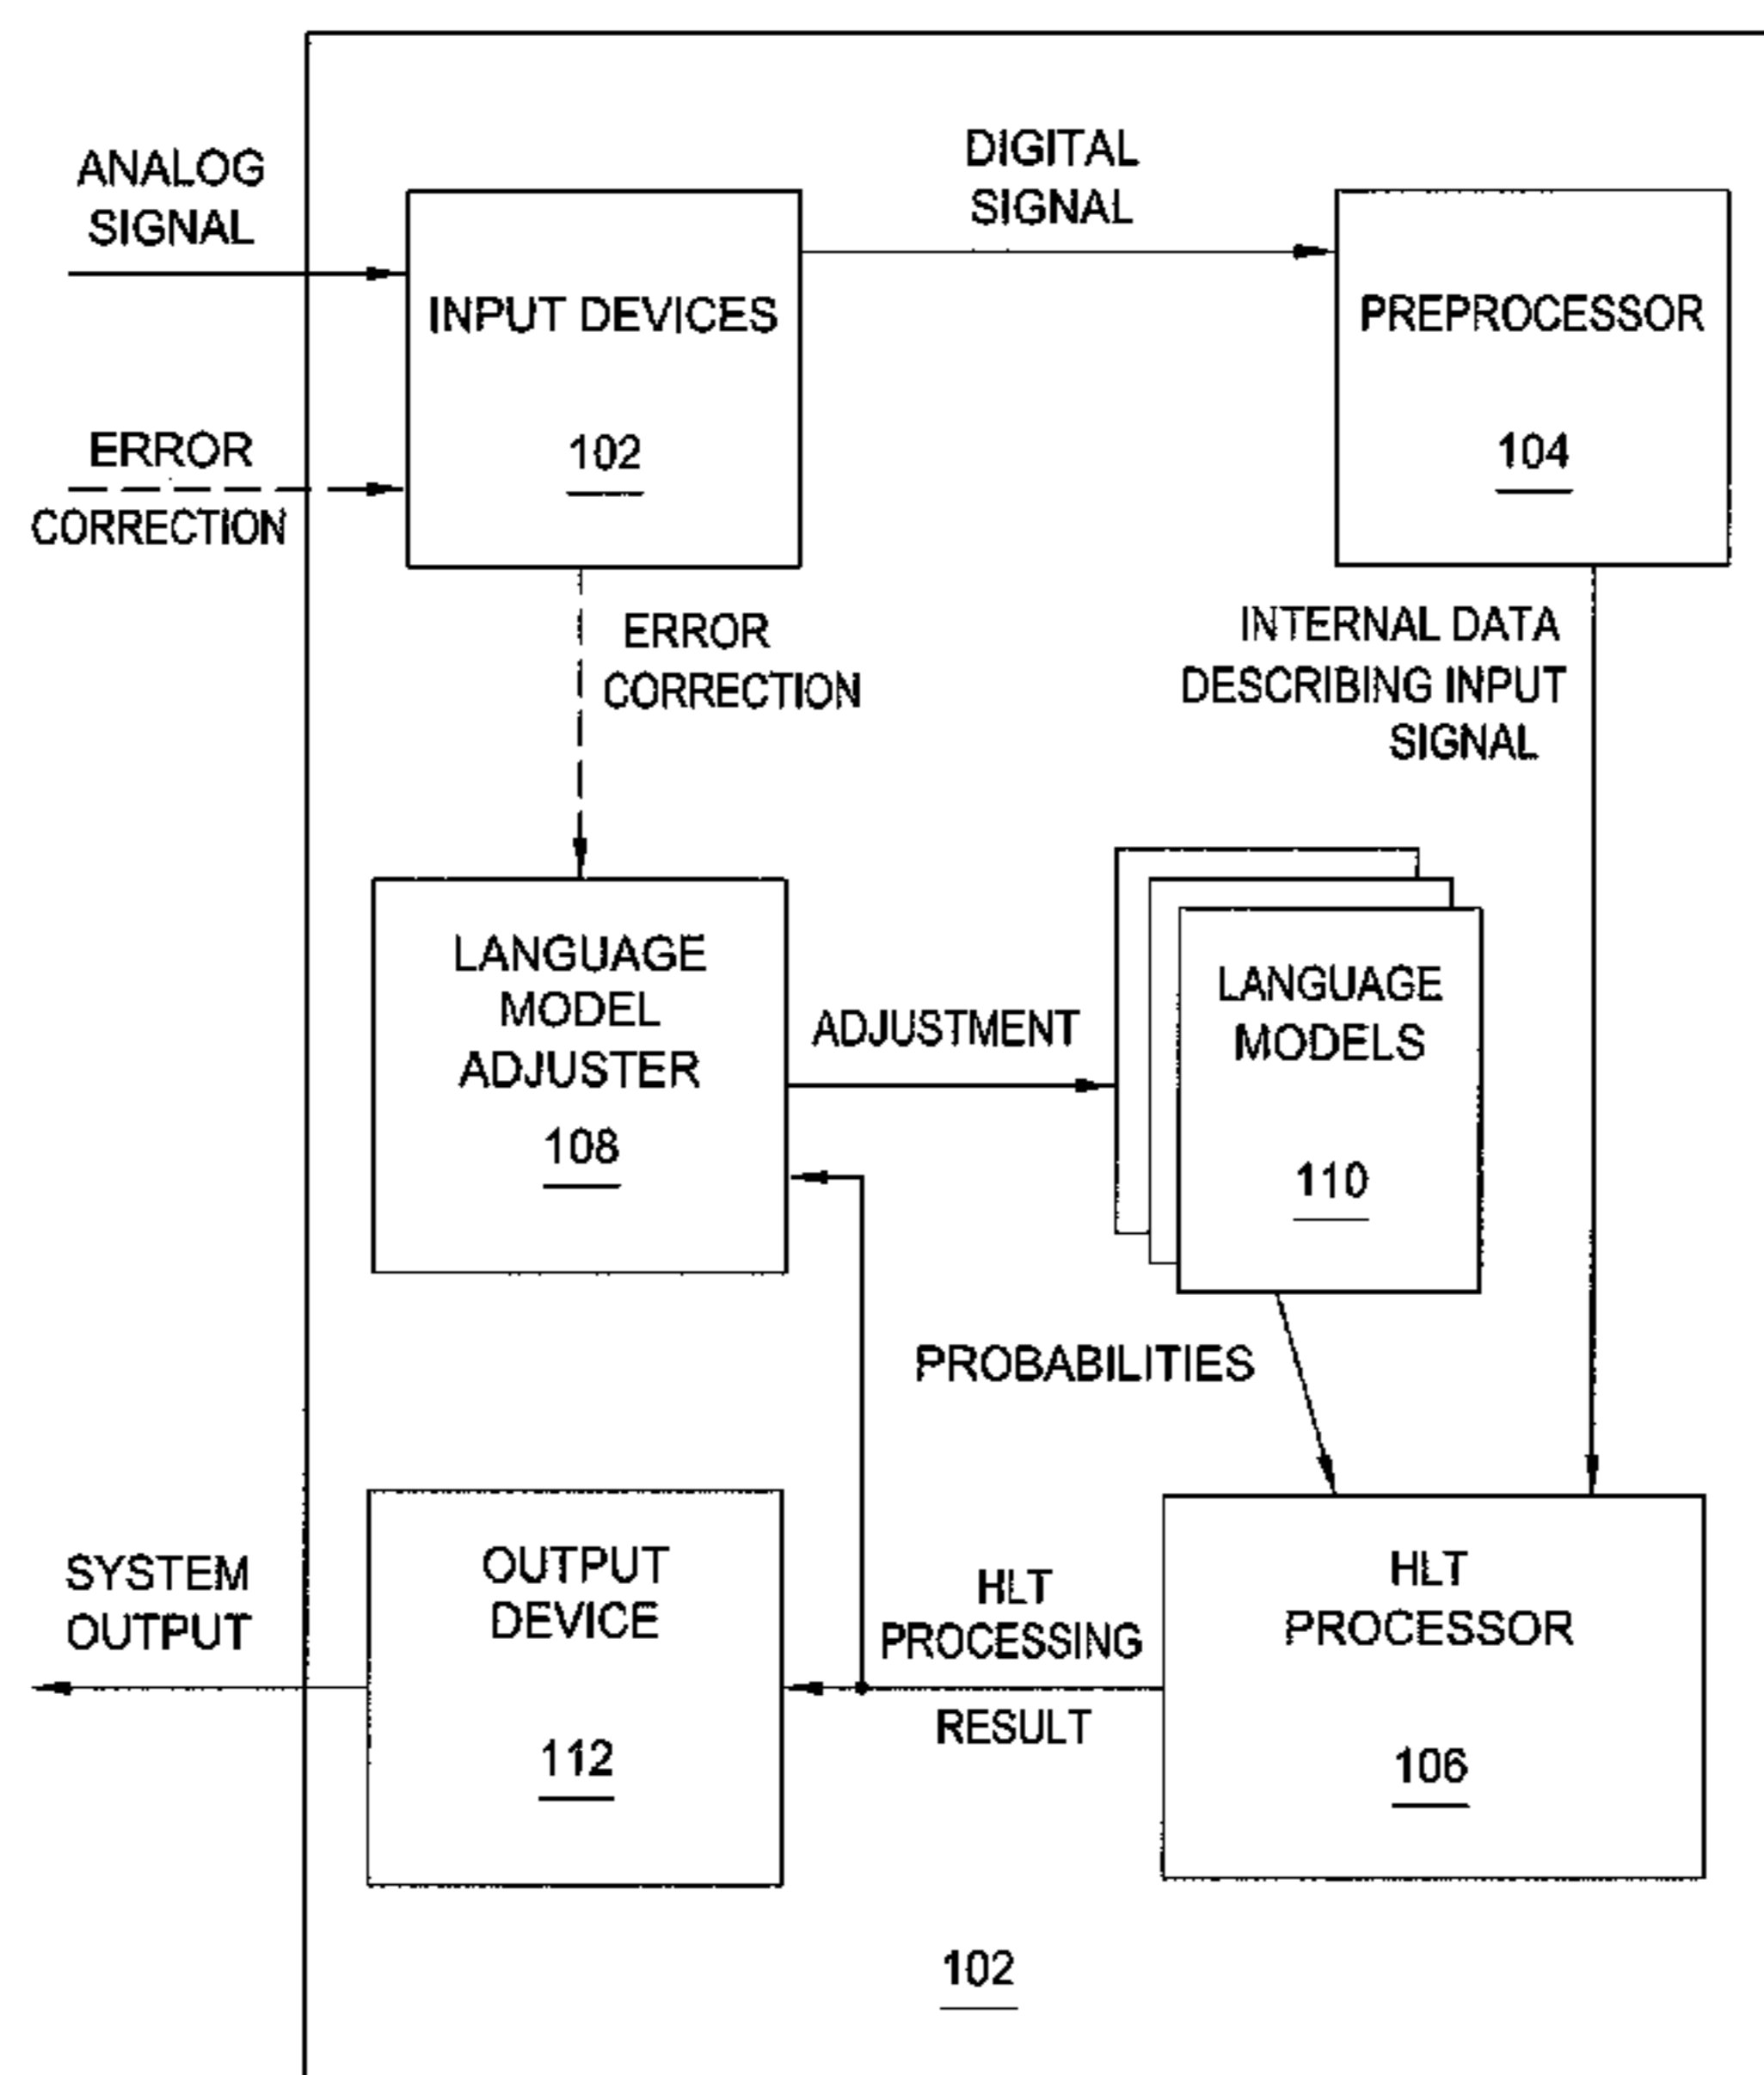 ANALOG
SIGNAL
DIGITAL
SIGNAL
INPUT DEVICES
102
PREPROCESSOR
104
ERROR
CORRECTION
ERROR
CORRECTION
INTERNAL DATA
DESCRIBING INPUT
SIGNAL
LANGUAGE
MODEL
ADJUSTER
108
ADJUSTMENT
LANGUAGE
MODELS
110
PROBABILITIES
SYSTEM
OUTPUT
OUTPUT
DEVICE
112
HLT
PROCESSING
RESULT
HLT
PROCESSOR
106
102